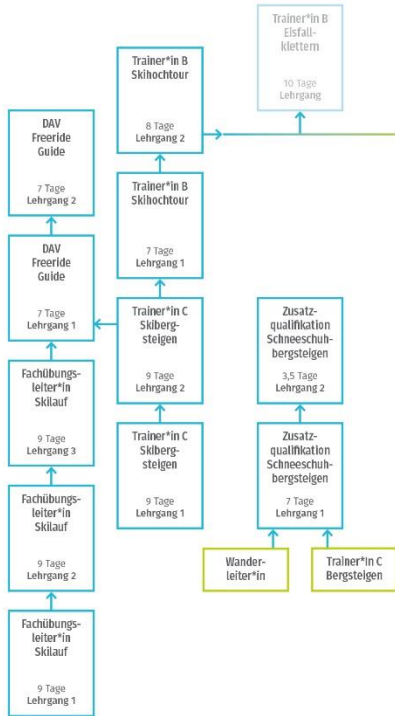 Trainer*in B
Eisfall-
klettern
10 Tage
Lehrgang
Trainer*in B
Skihochtour
8 Tage
Lehrgang 2
DAV
Freeride
Guide
7 Tage
Lehrgang 2
Trainer*in B
Skihochtour
7 Tage
Lehrgang 1
DAV
Freeride
Guide
7 Tage
Lehrgang 1
Trainer*in C
Skiberg-
steigen
9 Tage
Lehrgang 2
Zusatz-
qualifikation
Schneeschuh-
bergsteigen
3,5 Tage
Lehrgang 2
Fachübungs-
leiter*in
Skilauf
9 Tage
Lehrgang 3
Trainer*in C
Skiberg-
steigen
9 Tage
Lehrgang 1
Zusatz-
qualifikation
Schneeschuh-
bergsteigen
7 Tage
Lehrgang 1
Fachübungs-
leiter*in
Skilauf
9 Tage
Lehrgang 2
Wander-
leiter*in
Trainer*in C
Bergsteigen
Fachübungs-
leiter*in
Skilauf
9 Tage
Lehrgang 1